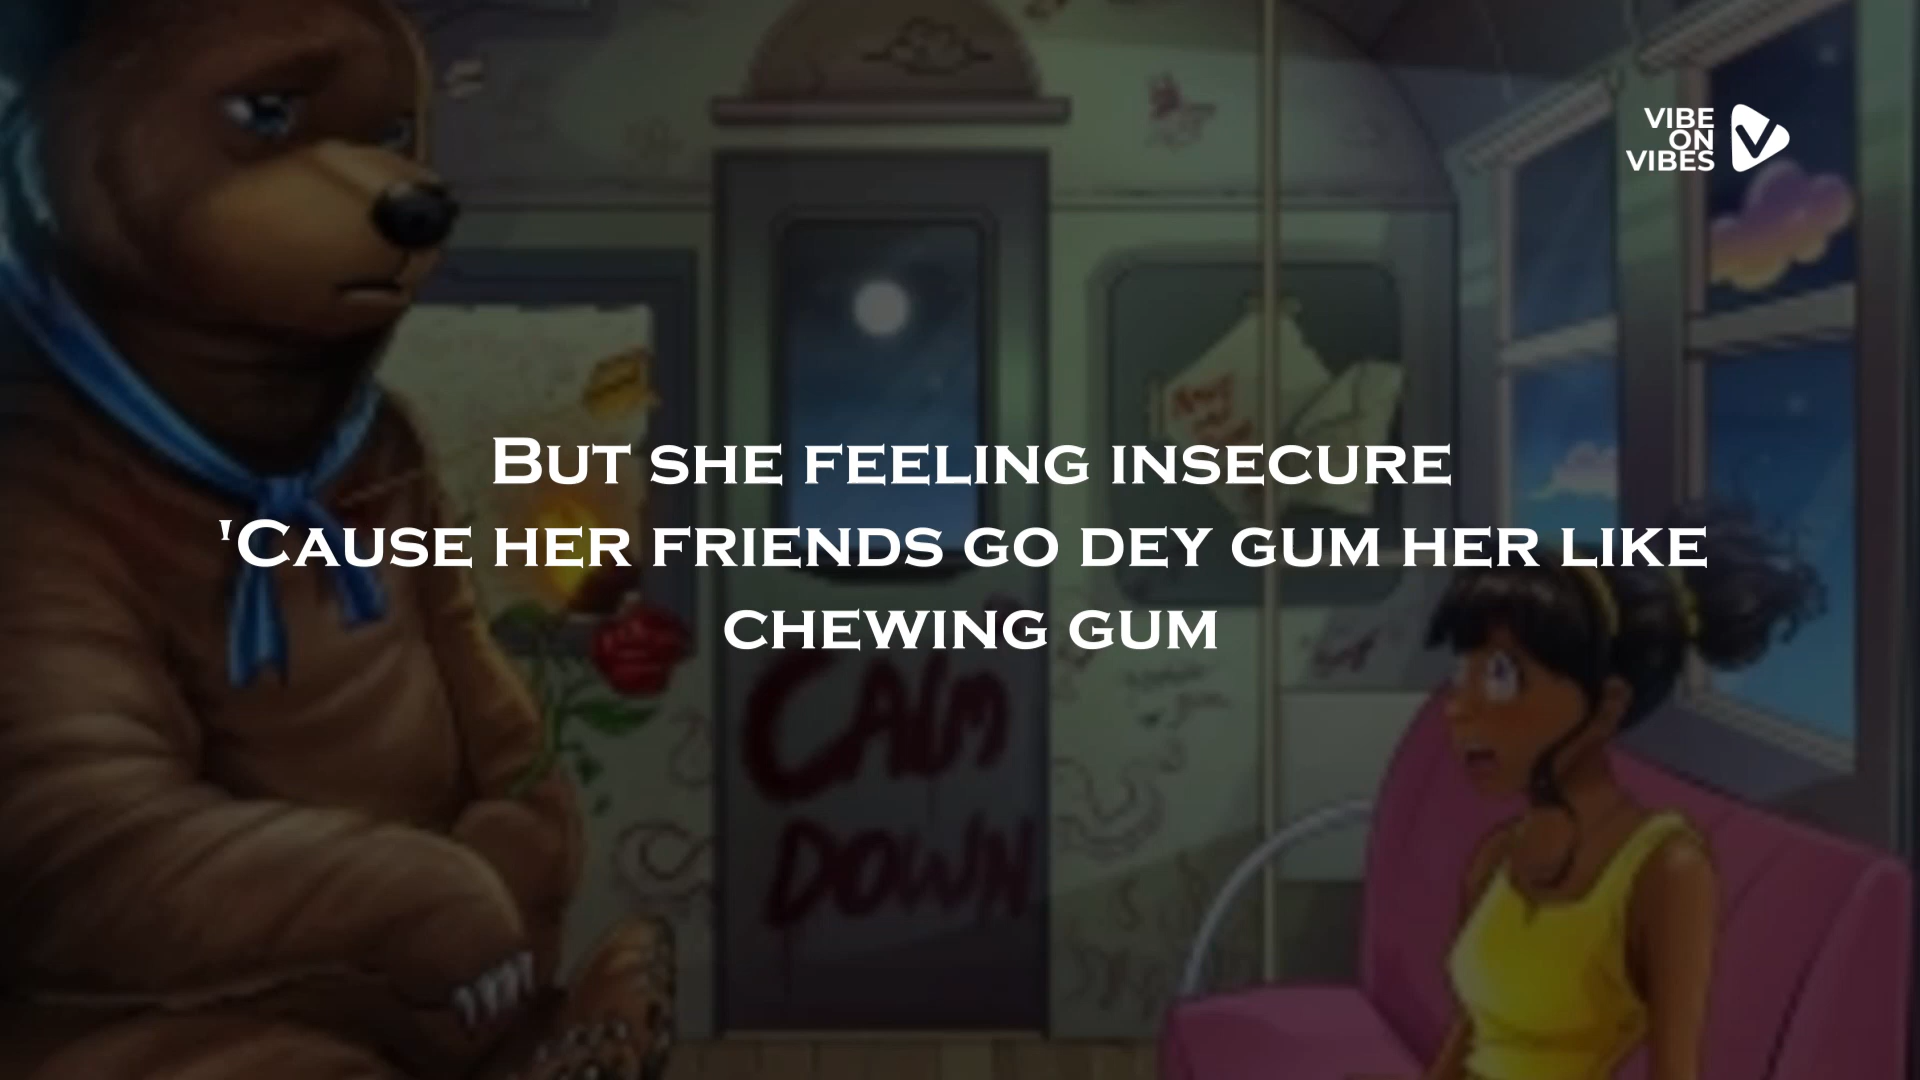 VIBE
ON
VIBES
But she feeling insecure
'Cause her friends go dey gum her like
chewing gum
CALM
DOWN